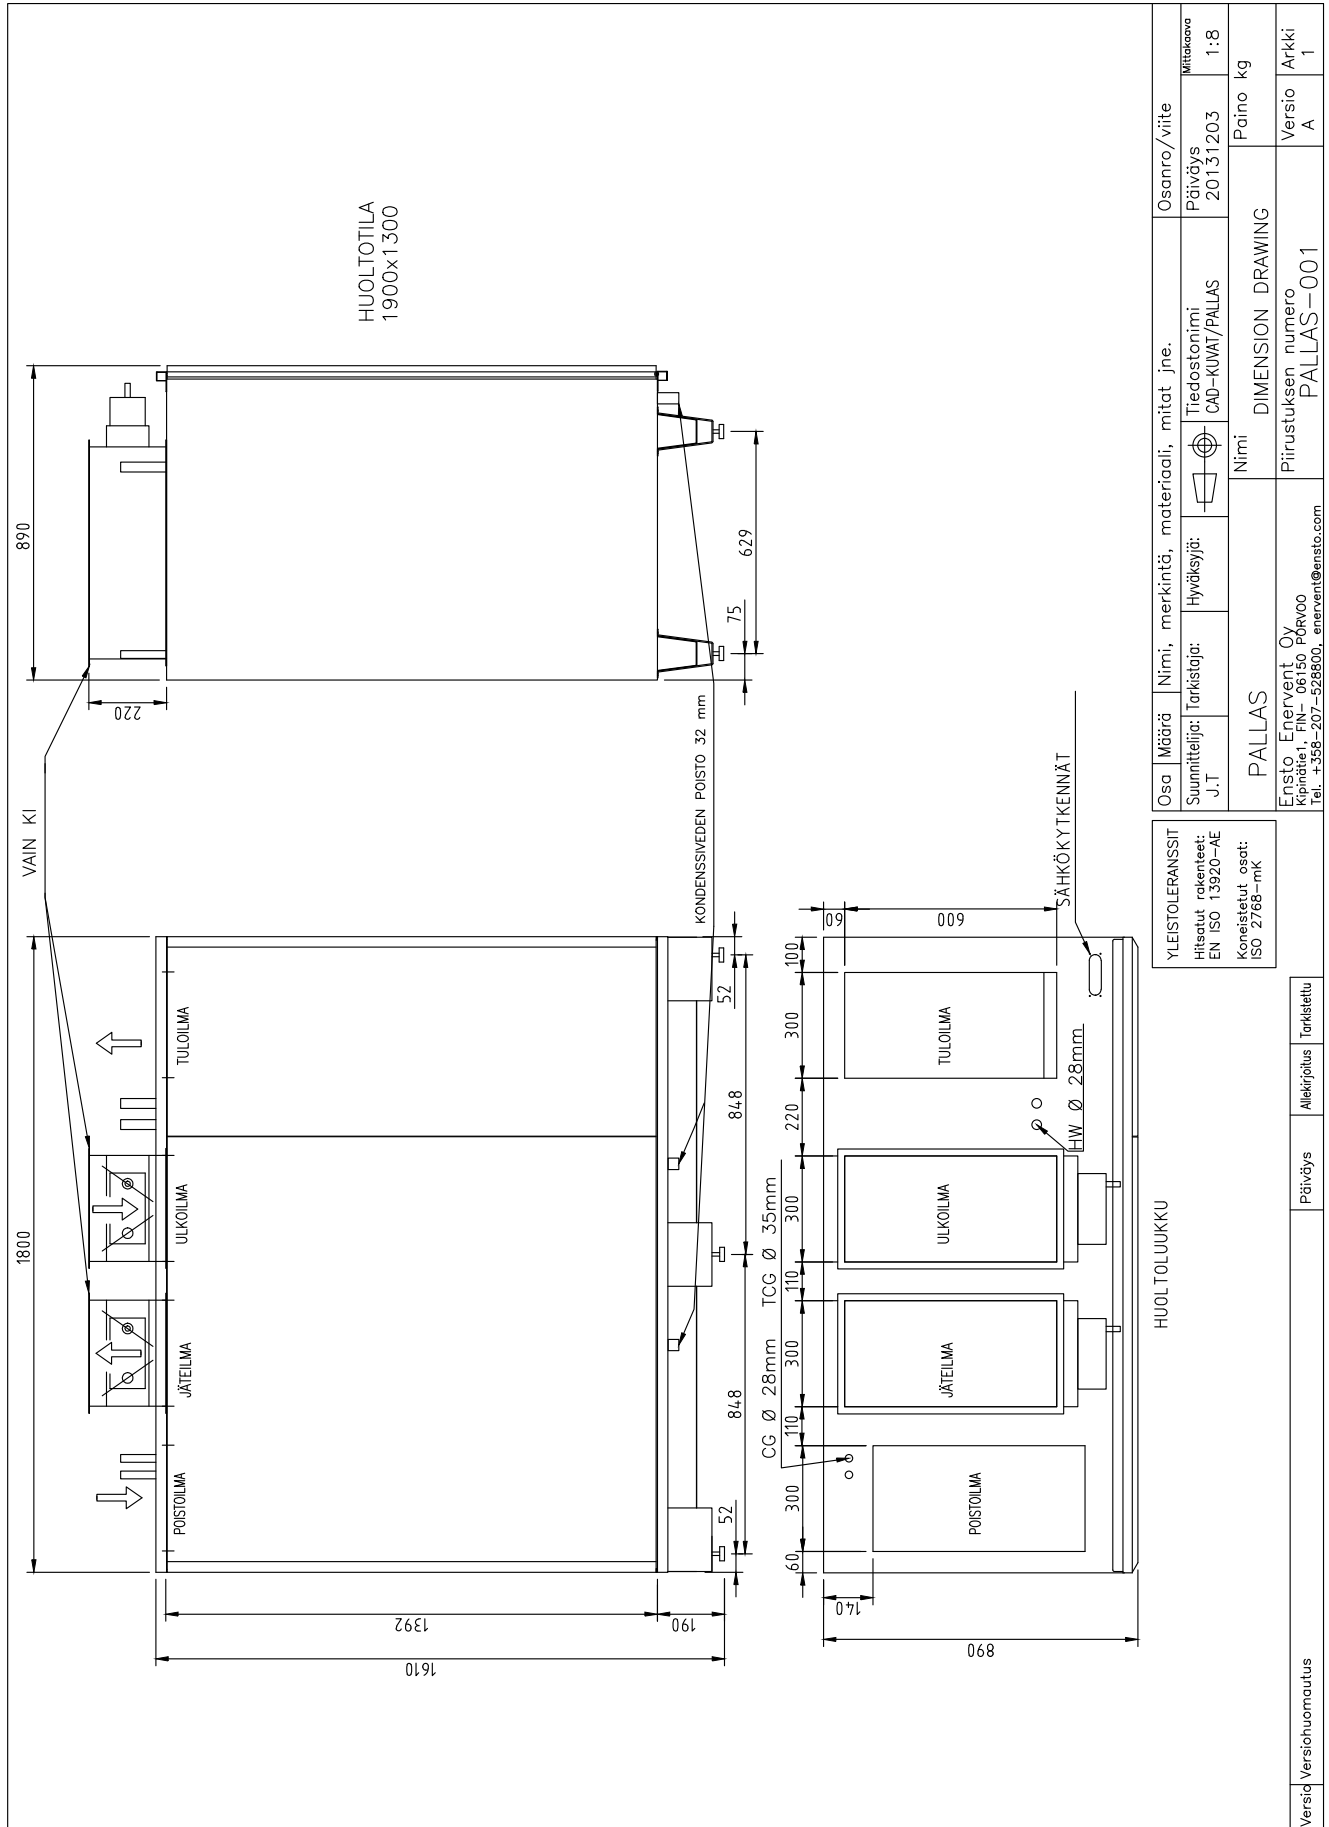 VAIN KI
1800
890
220
HUOLTOTILA
1900x1300
POISTOILMA
JÄTEILMA
ULKOILMA
TULOILMA
1392
190
1610
52
848
848
52
75
629
KONDENSSIVEDEN POISTO 32 mm
CG Ø 28mm
TCG Ø 35mm
60
300
110
300
110
300
220
300
100
60
600
140
890
POISTOILMA
JÄTEILMA
ULKOILMA
TULOILMA
HW Ø 28mm
SÄHKÖKYTKENNÄT
HUOLTOLUUKKU
YLEISTOLERANSSIT
Hitsatut rakenteet:
EN ISO 13920-AE
Koneistetut osat:
ISO 2768-mK
Osa Määrä Nimi, merkintä, materiaali, mitat jne. Osanro/viite
Suunnittelija: Tarkistaja: Hyväksyjä: Tiedostonimi Päiväys Mittakaava
J.T CAD-KUVAT/PALLAS 20131203 1:8
PALLAS
Nimi
DIMENSION DRAWING
Paino kg
Ensto Enervent Oy
Kipinätie1, FIN- 06150 PORVOO
Tel. +358-207-528800, enervent@ensto.com
Piirustuksen numero
PALLAS-001
Versio
A
Arkki
1
Versio Versiohuomautus Päiväys Allekirjoitus Tarkistettu